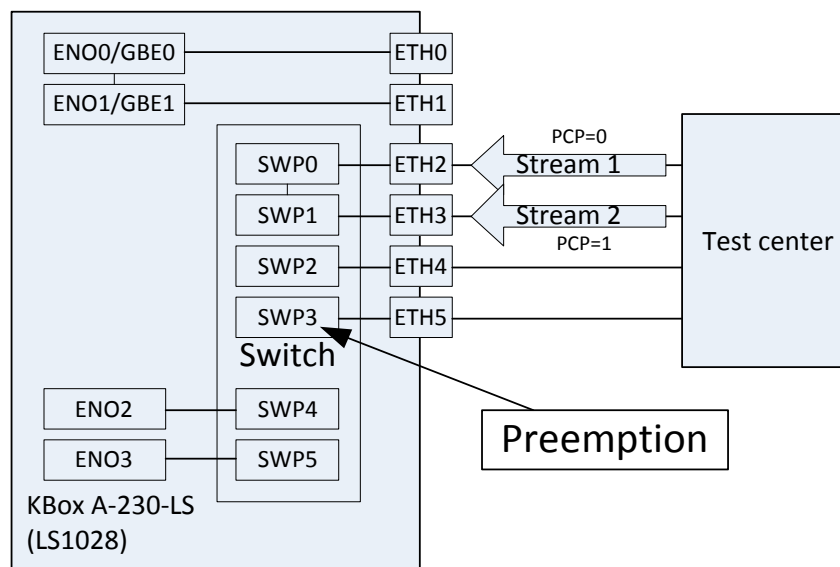 ENO0/GBE0
ETH0
ENO1/GBE1
ETH1
PCP=0
SWP0
ETH2
Stream 1
SWP1
ETH3
Stream 2
PCP=1
Test center
SWP2
ETH4
SWP3
ETH5
Switch
ENO2
SWP4
Preemption
ENO3
SWP5
KBox A-230-LS
(LS1028)